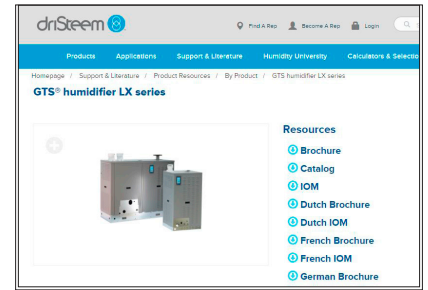 driSteem
Find A Rep Become A Rep Login
Products Applications Support & Literature Humidity University Calculators & Selectio
Homepage / Support & Literature / Product Resources / By Product / GTS humidifier LX series
GTS® humidifier LX series
Resources
Brochure
Catalog
IOM
Dutch Brochure
Dutch IOM
French Brochure
French IOM
German Brochure